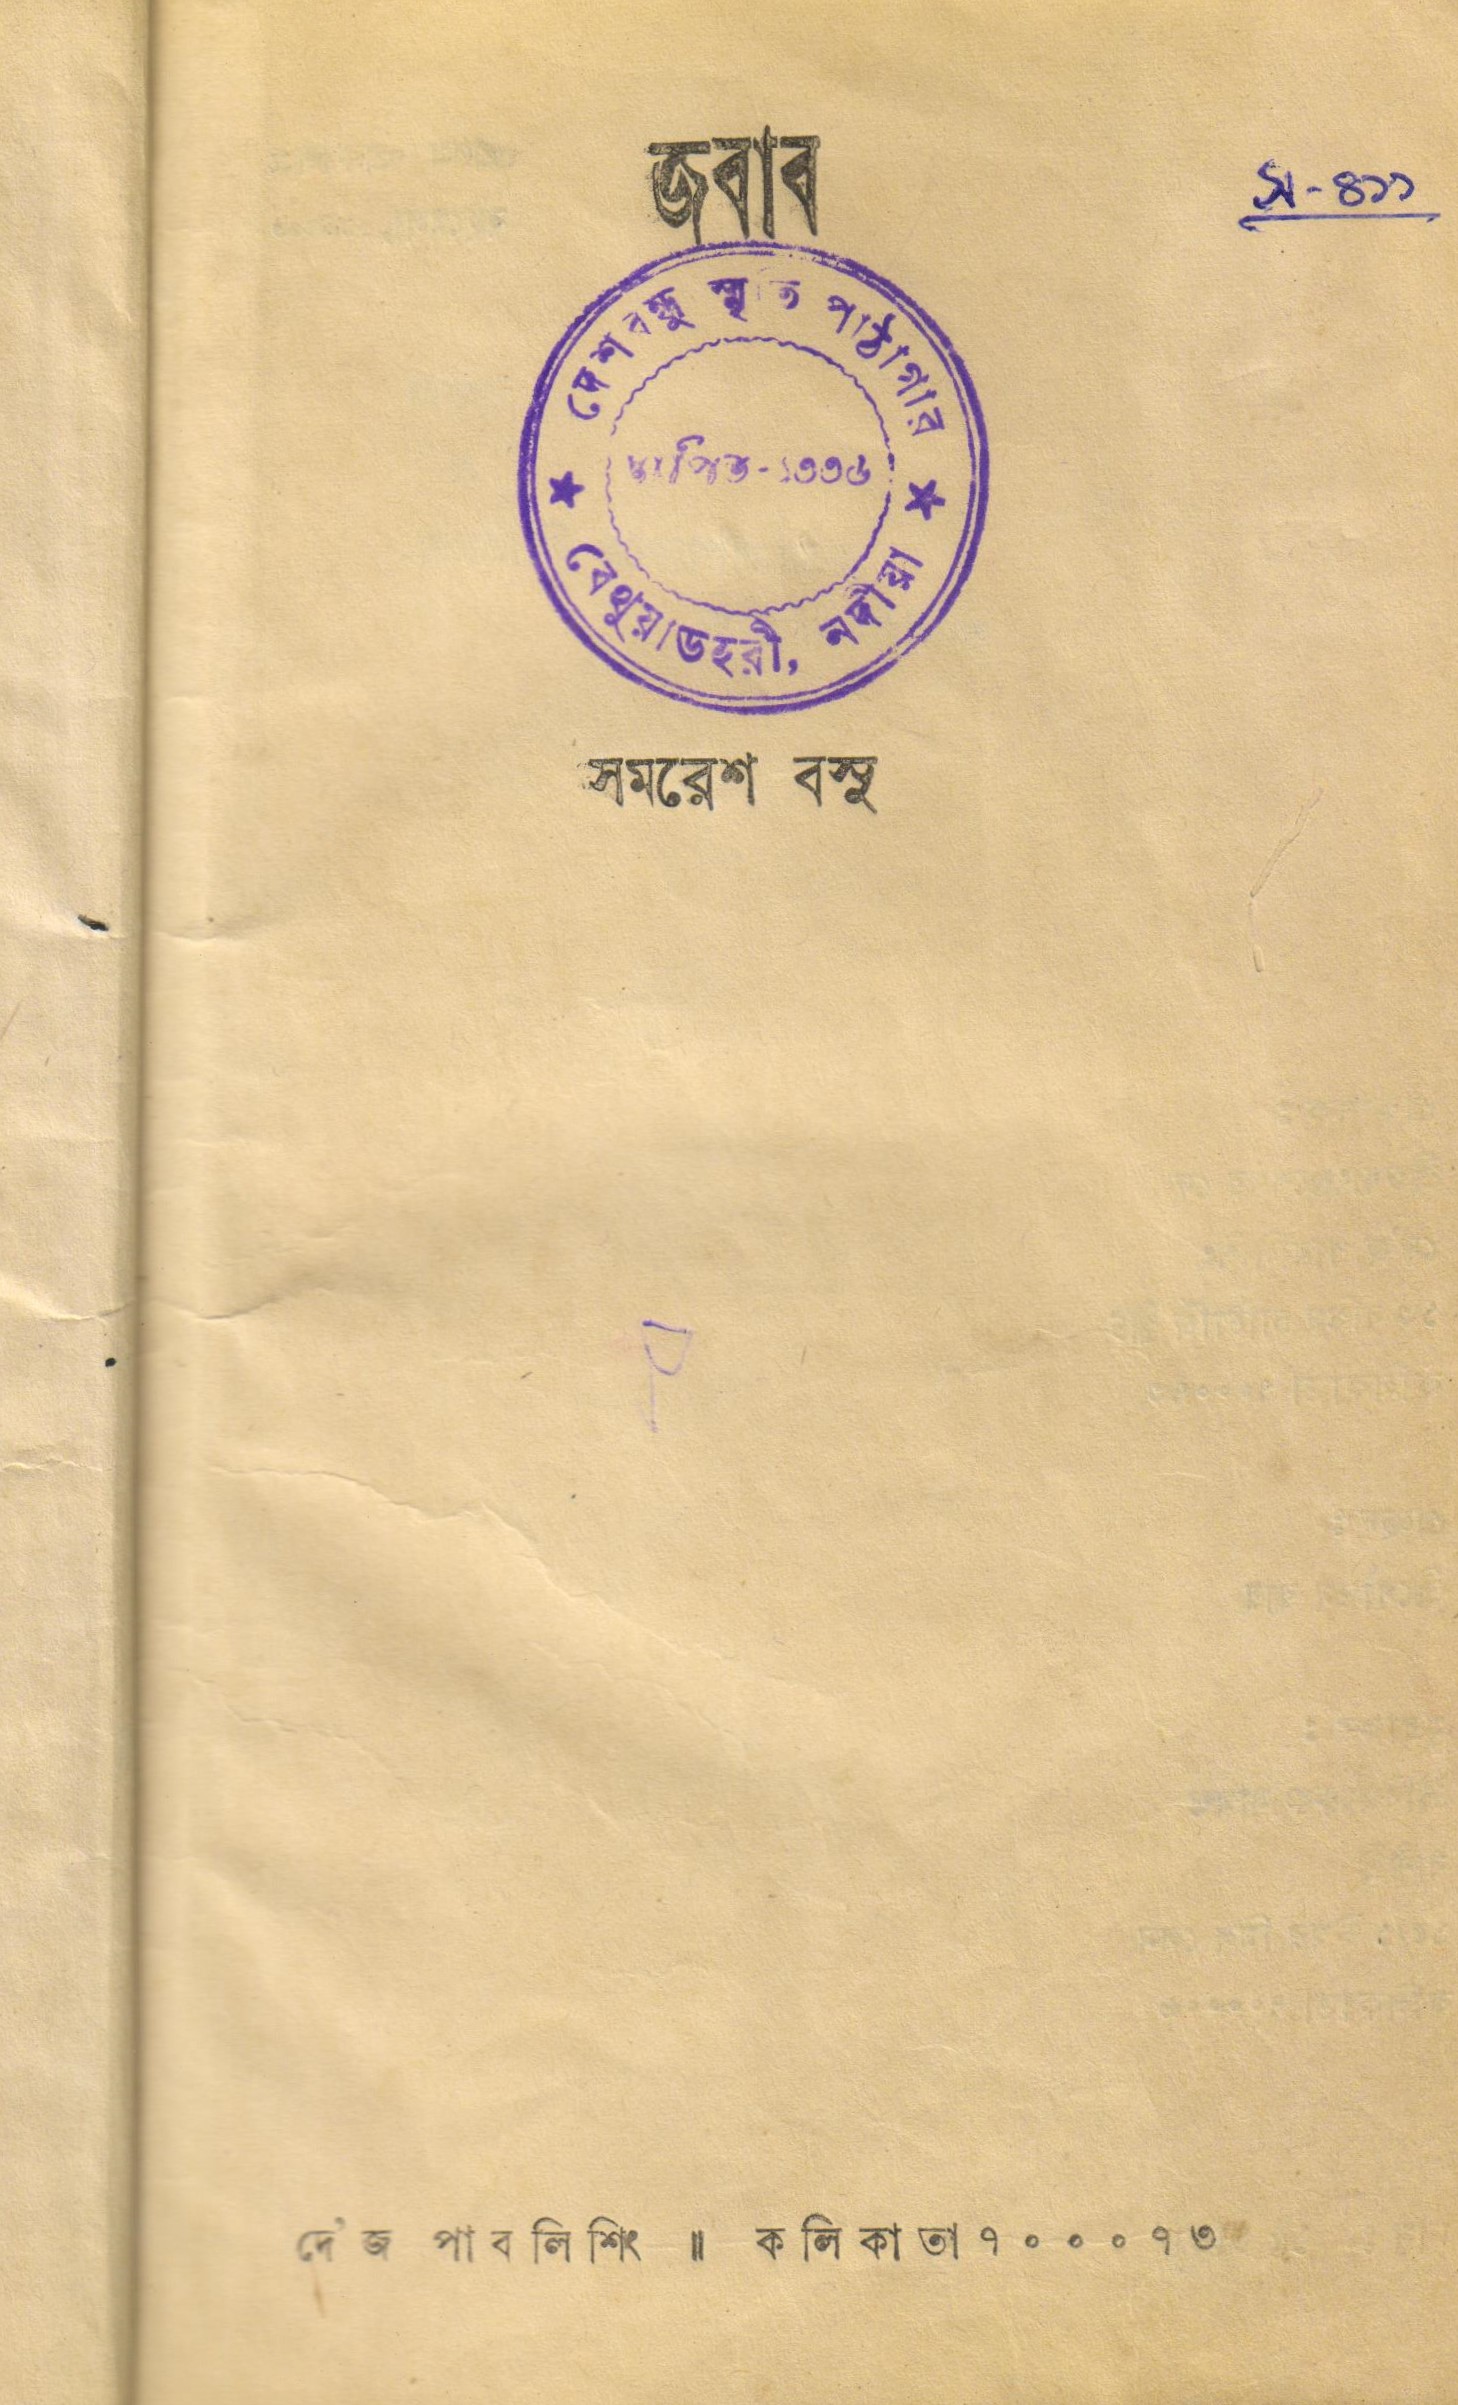 জবাব
স-৪১১
দেশবন্ধু স্মৃতি পাঠাগার
স্থাপিত-১৩৩৬
বেথুয়াডহরী, নদীয়া
সমরেশ বসু
দে'জ পাবলিশিং ॥ কলিকাতা ৭০০০৭৩